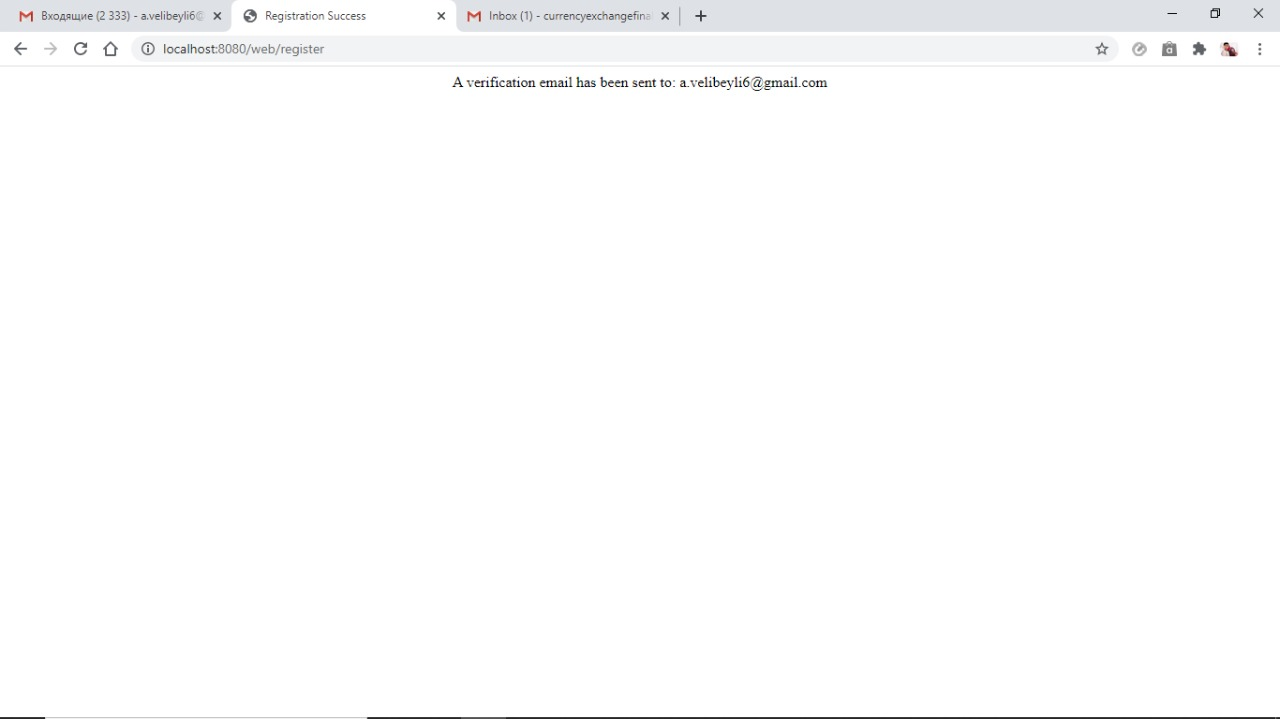 Входящие (2 333) - a.velibeyli6@
Registration Success
Inbox (1) - currencyexchangefina
localhost:8080/web/register
A verification email has been sent to: a.velibeyli6@gmail.com